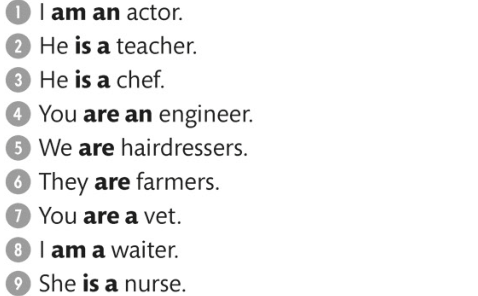 1 I am an actor.
2 He is a teacher.
3 He is a chef.
4 You are an engineer.
5 We are hairdressers.
6 They are farmers.
7 You are a vet.
8 I am a waiter.
9 She is a nurse.